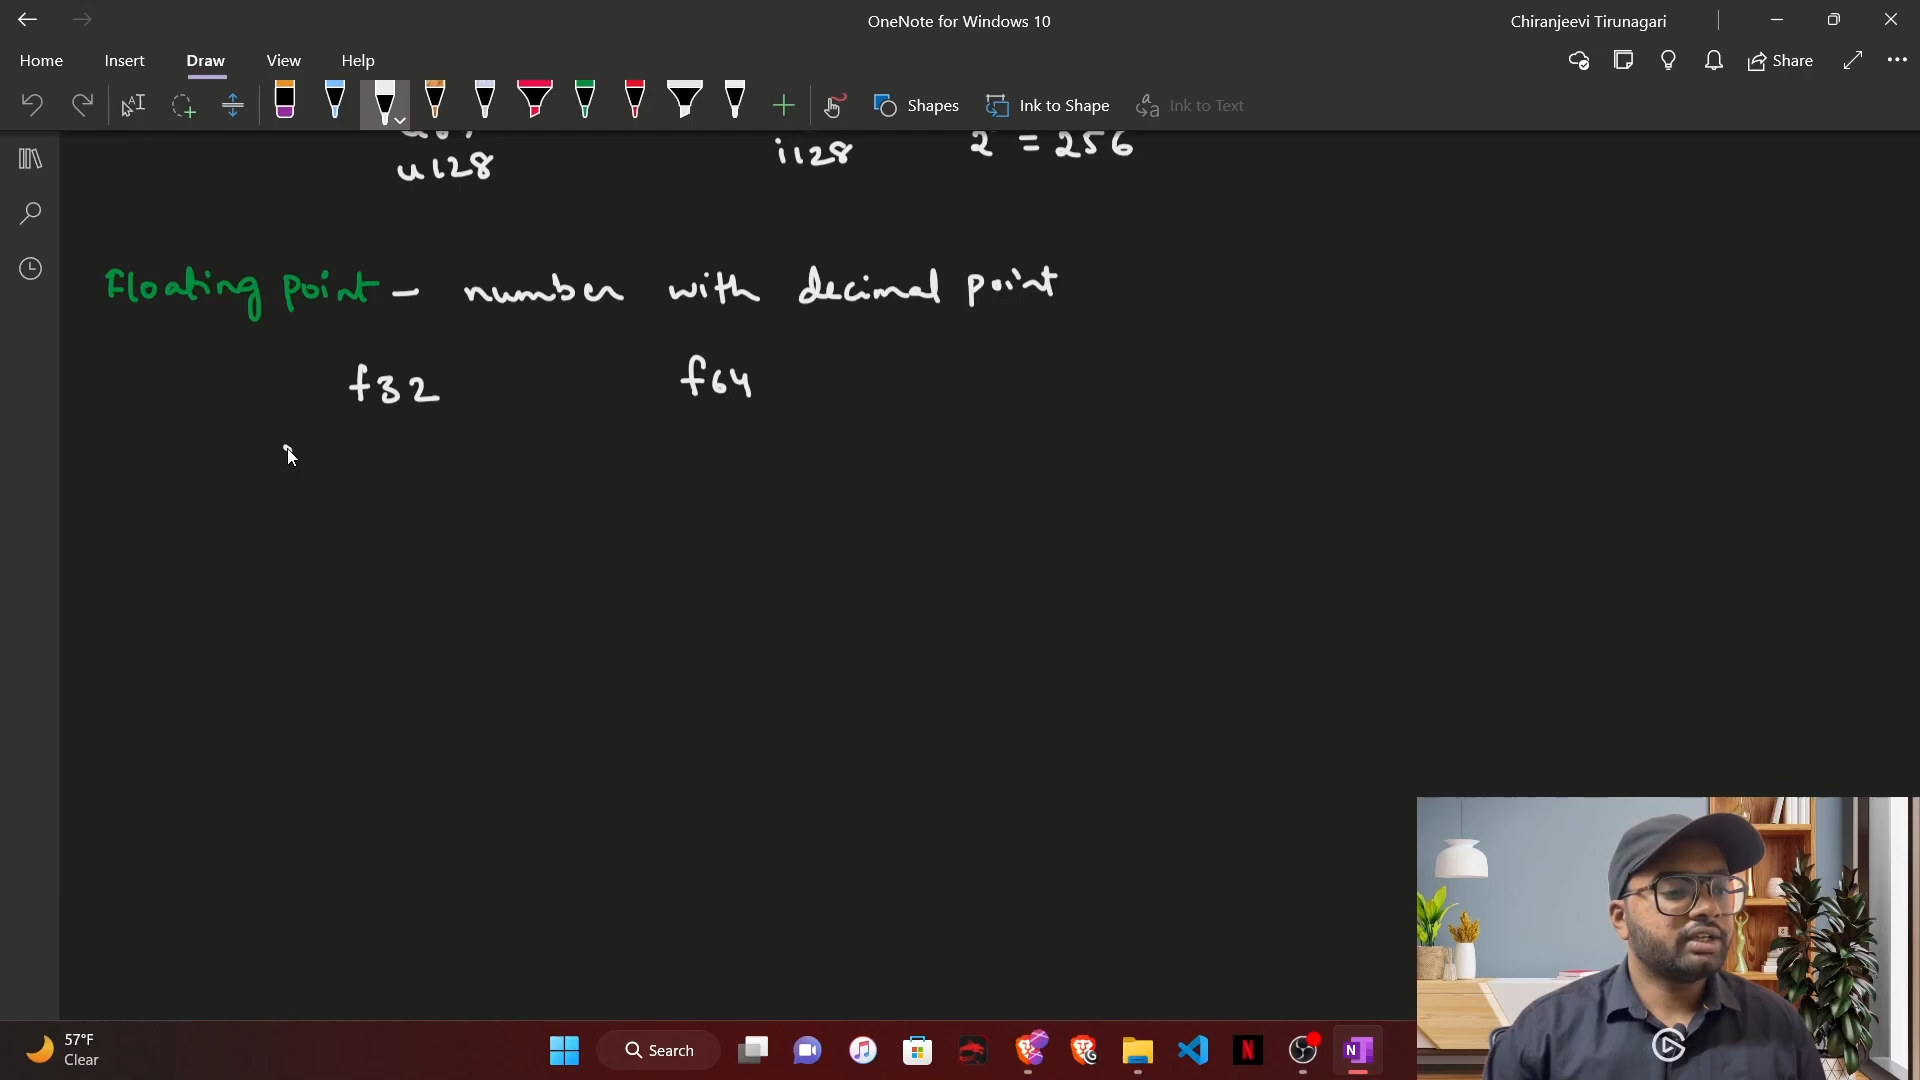 OneNote for Windows 10
Chiranjeevi Tirunagari
Home Insert Draw View Help
Share
Shapes
Ink to Shape
Ink to Text
u128
i128
2 = 256
Floating point – number with decimal point
f32 f64
57°F
Clear
Search
N
N